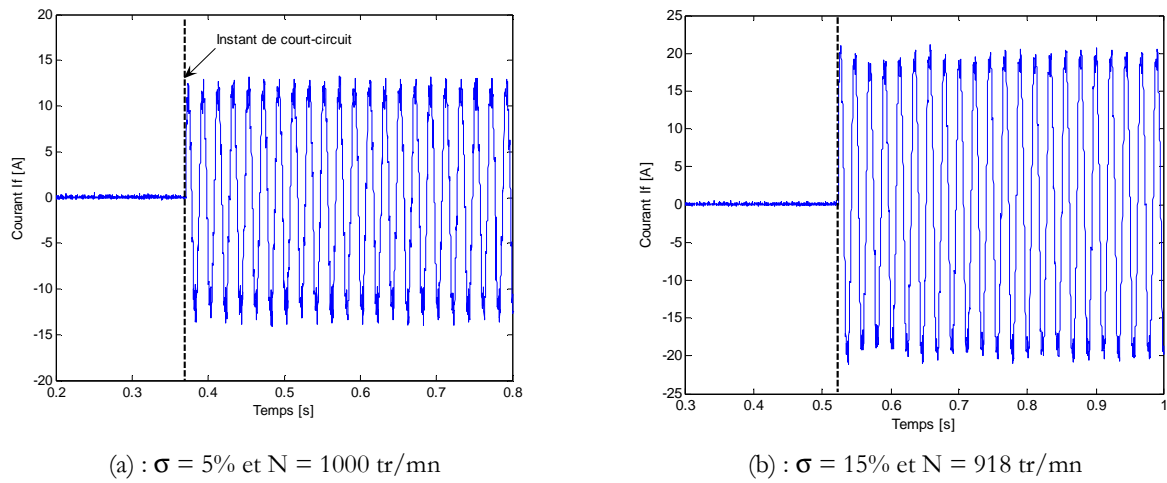 20
15
10
5
0
-5
-10
-15
-20
0.2 0.3 0.4 0.5 0.6 0.7 0.8
Courant If [A]
Temps [s]
Instant de court-circuit
(a) : σ = 5% et N = 1000 tr/mn
25
20
15
10
5
0
-5
-10
-15
-20
-25
0.3 0.4 0.5 0.6 0.7 0.8 0.9 1
Courant If [A]
Temps [s]
(b) : σ = 15% et N = 918 tr/mn